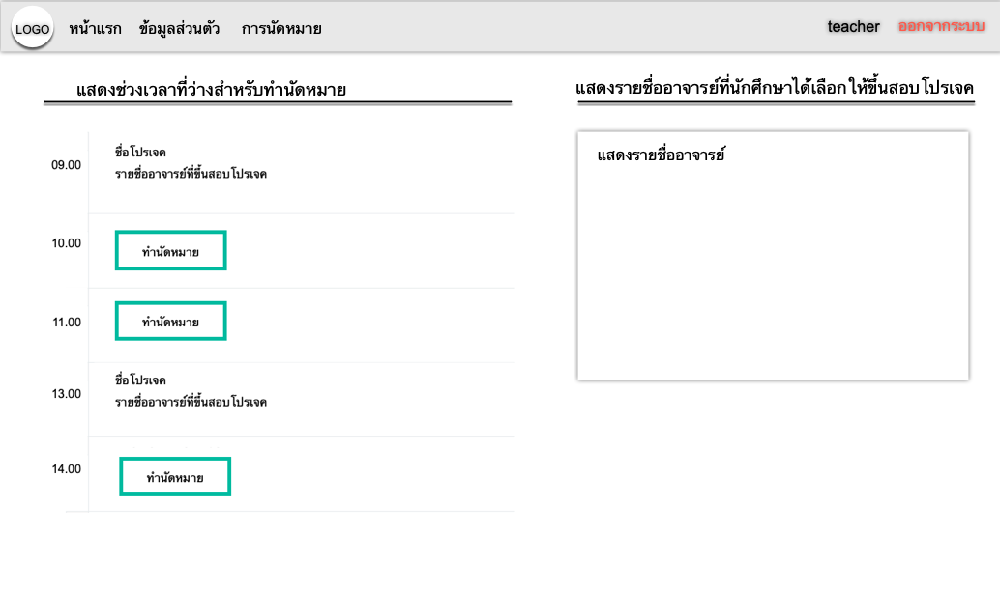 LOGO หน้าแรก ข้อมูลส่วนตัว การนัดหมาย teacher ออกจากระบบ
แสดงช่วงเวลาที่ว่างสำหรับทำนัดหมาย
09.00
ชื่อโปรเจค
รายชื่ออาจารย์ที่ขึ้นสอบโปรเจค
10.00 ทำนัดหมาย
11.00 ทำนัดหมาย
13.00
ชื่อโปรเจค
รายชื่ออาจารย์ที่ขึ้นสอบโปรเจค
14.00 ทำนัดหมาย
แสดงรายชื่ออาจารย์ที่นักศึกษาได้เลือกให้ขึ้นสอบโปรเจค
แสดงรายชื่ออาจารย์